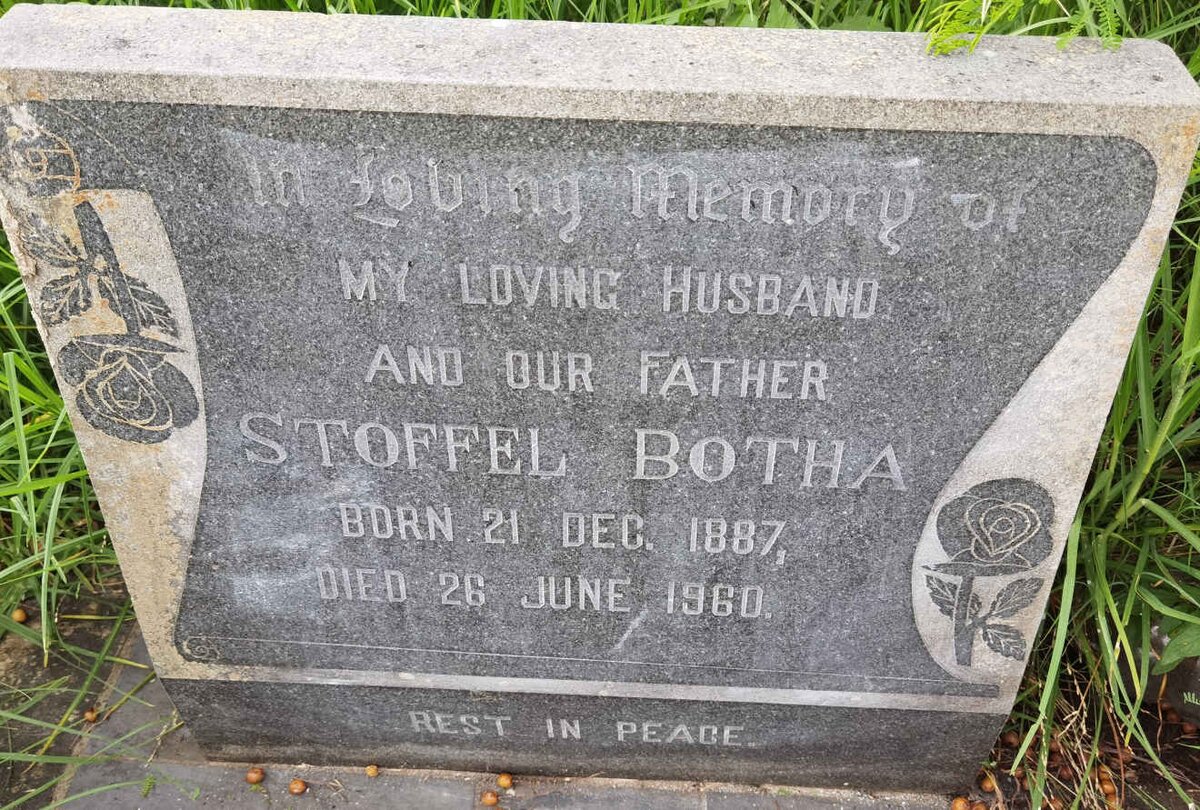 In Loving Memory of
MY LOVING HUSBAND
AND OUR FATHER
STOFFEL BOTHA
BORN 21 DEC. 1887,
DIED 26 JUNE 1960.
REST IN PEACE.